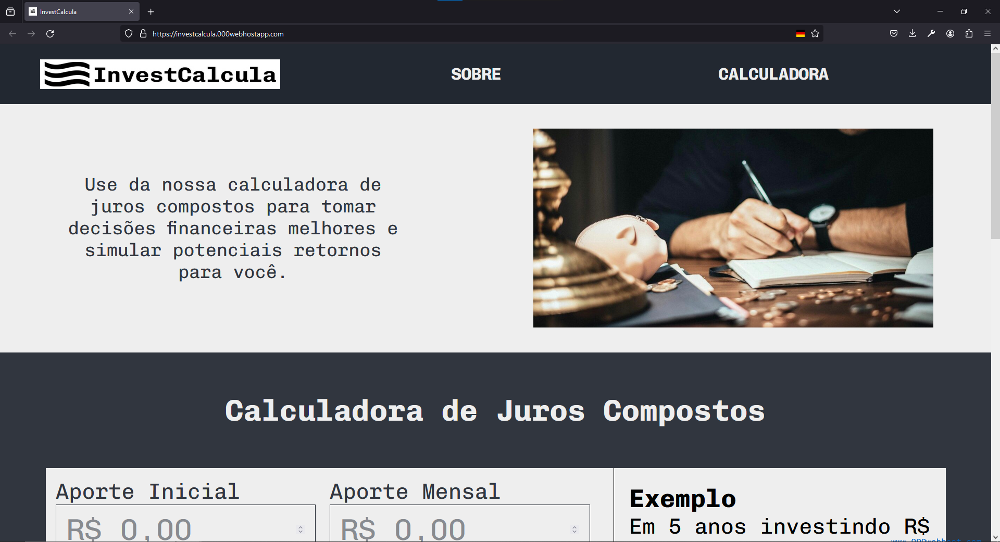 InvestCalcula
https://investcalcula.000webhostapp.com
InvestCalcula
SOBRE
CALCULADORA
Use da nossa calculadora de
juros compostos para tomar
decisões financeiras melhores e
simular potenciais retornos
para você.
Calculadora de Juros Compostos
Aporte Inicial
R$ 0,00
Aporte Mensal
R$ 0,00
Exemplo
Em 5 anos investindo R$